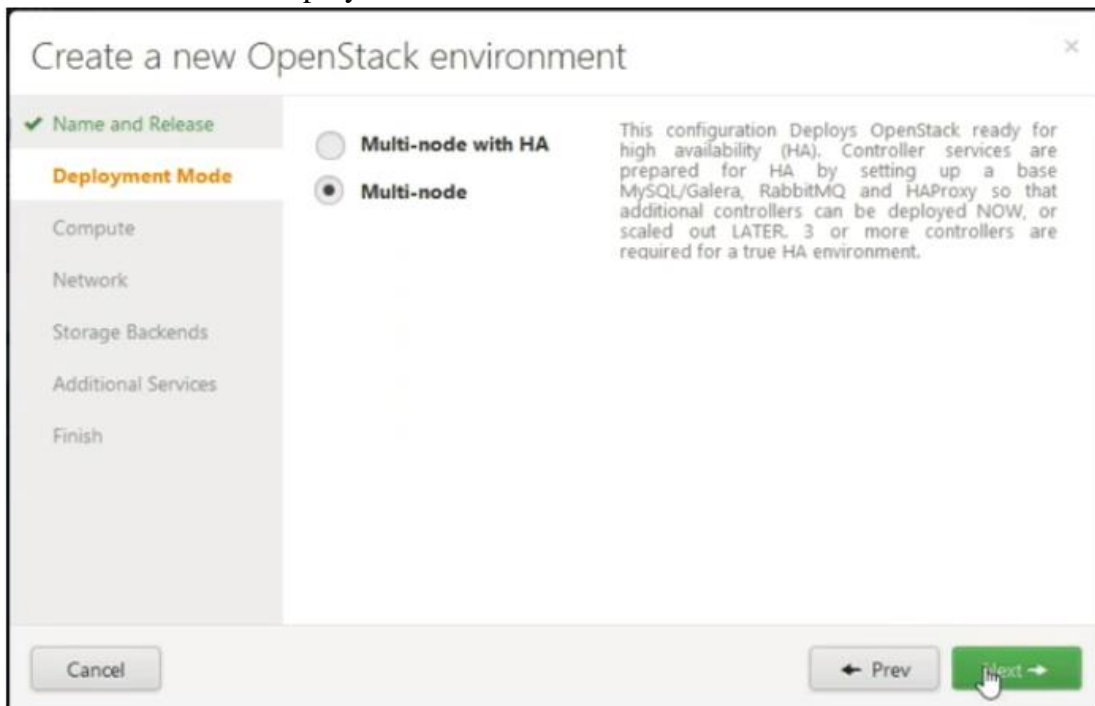 Create a new OpenStack environment
×
✔ Name and Release
Deployment Mode
Compute
Network
Storage Backends
Additional Services
Finish
Multi-node with HA
Multi-node
This configuration Deploys OpenStack ready for
high availability (HA). Controller services are
prepared for HA by setting up a base
MySQL/Galera, RabbitMQ and HAProxy so that
additional controllers can be deployed NOW, or
scaled out LATER. 3 or more controllers are
required for a true HA environment.
Cancel
← Prev
Next →